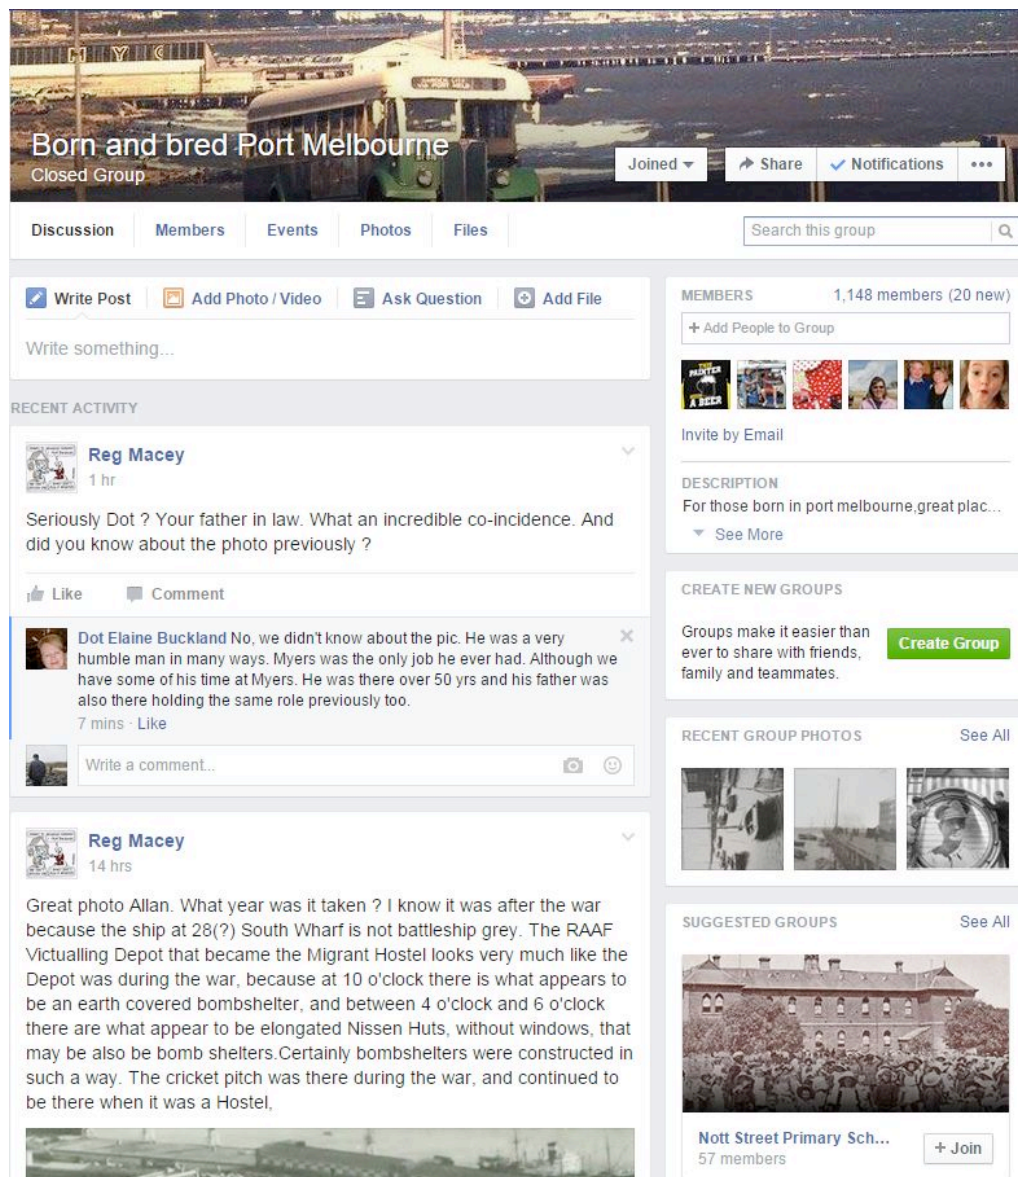 M Y C
Born and bred Port Melbourne
Closed Group
Joined
Share
Notifications
Discussion
Members
Events
Photos
Files
Search this group
Write Post
Add Photo / Video
Ask Question
Add File
Write something...
RECENT ACTIVITY
Reg Macey
1 hr
Seriously Dot ? Your father in law. What an incredible co-incidence. And
did you know about the photo previously ?
Like
Comment
Dot Elaine Buckland No, we didn't know about the pic. He was a very
humble man in many ways. Myers was the only job he ever had. Although we
have some of his time at Myers. He was there over 50 yrs and his father was
also there holding the same role previously too.
7 mins · Like
Write a comment...
Reg Macey
14 hrs
Great photo Allan. What year was it taken ? I know it was after the war
because the ship at 28(?) South Wharf is not battleship grey. The RAAF
Victualling Depot that became the Migrant Hostel looks very much like the
Depot was during the war, because at 10 o'clock there is what appears to
be an earth covered bombshelter, and between 4 o'clock and 6 o'clock
there are what appear to be elongated Nissen Huts, without windows, that
may be also be bomb shelters.Certainly bombshelters were constructed in
such a way. The cricket pitch was there during the war, and continued to
be there when it was a Hostel,
MEMBERS
1,148 members (20 new)
+ Add People to Group
PAINTER
A BEER
Invite by Email
DESCRIPTION
For those born in port melbourne,great plac...
See More
CREATE NEW GROUPS
Groups make it easier than
ever to share with friends,
family and teammates.
Create Group
RECENT GROUP PHOTOS
See All
SUGGESTED GROUPS
See All
Nott Street Primary Sch...
57 members
+ Join